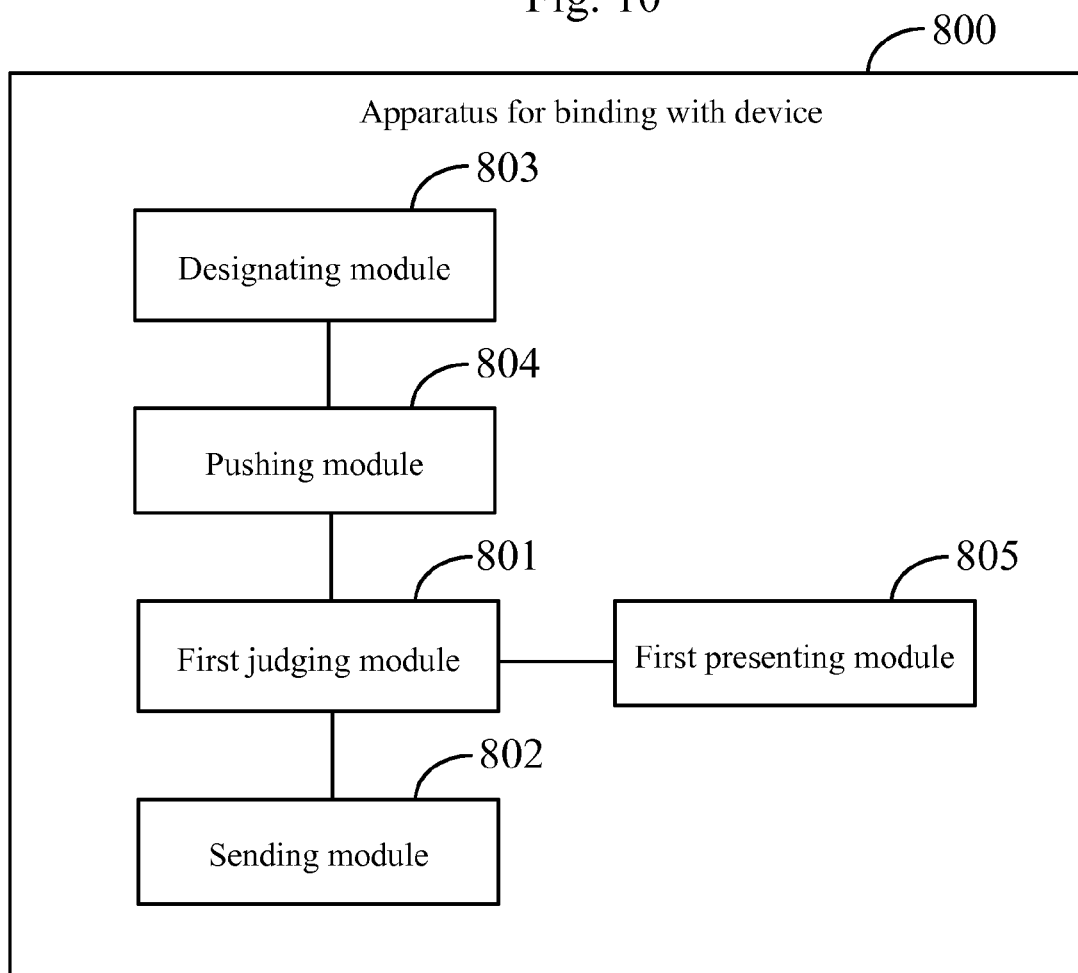 Fig. 10
800
Apparatus for binding with device
803
Designating module
804
Pushing module
801
805
First judging module
First presenting module
802
Sending module